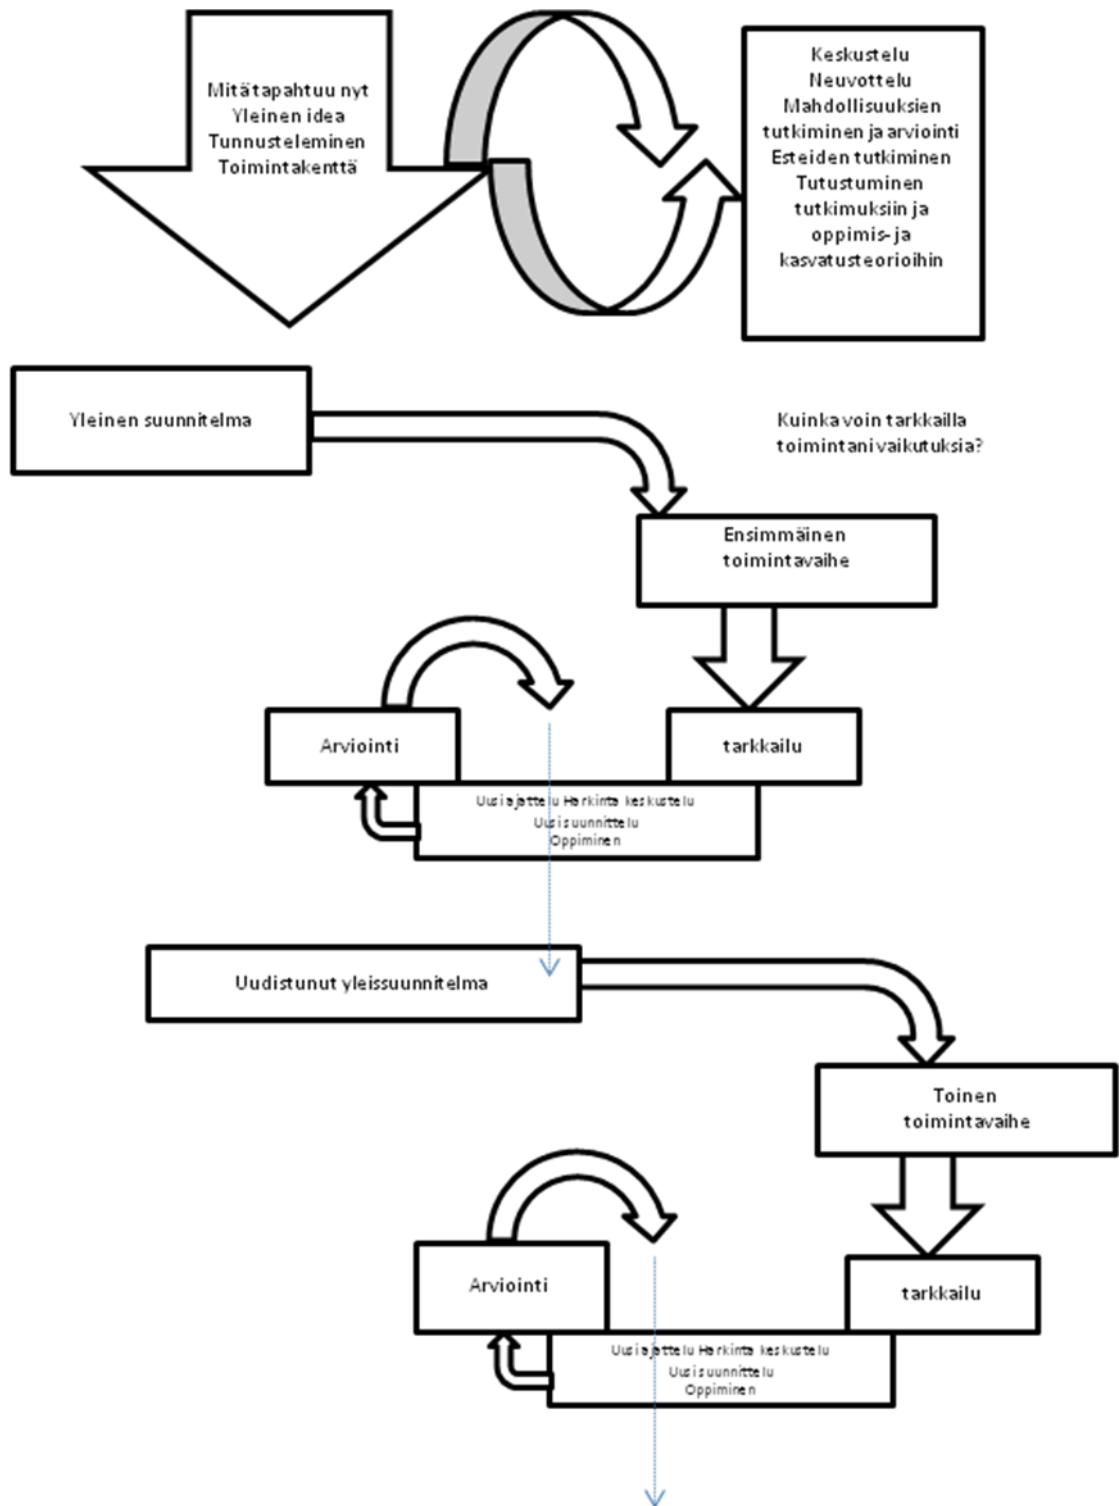 Mitä tapahtuu nyt
Yleinen idea
Tunnusteleminen
Toimintakenttä
Keskustelu
Neuvottelu
Mahdollisuuksien
tutkiminen ja arviointi
Esteiden tutkiminen
Tutustuminen
tutkimuksiin ja
oppimis- ja
kasvatusteorioihin
Yleinen suunnitelma
Kuinka voin tarkkailla
toimintani vaikutuksia?
Ensimmäinen
toimintavaihe
Arviointi
tarkkailu
Uusi ajattelu Harkinta keskustelu
Uusi suunnittelu
Oppiminen
Uudistunut yleissuunnitelma
Toinen
toimintavaihe
Arviointi
tarkkailu
Uusi ajattelu Harkinta keskustelu
Uusi suunnittelu
Oppiminen